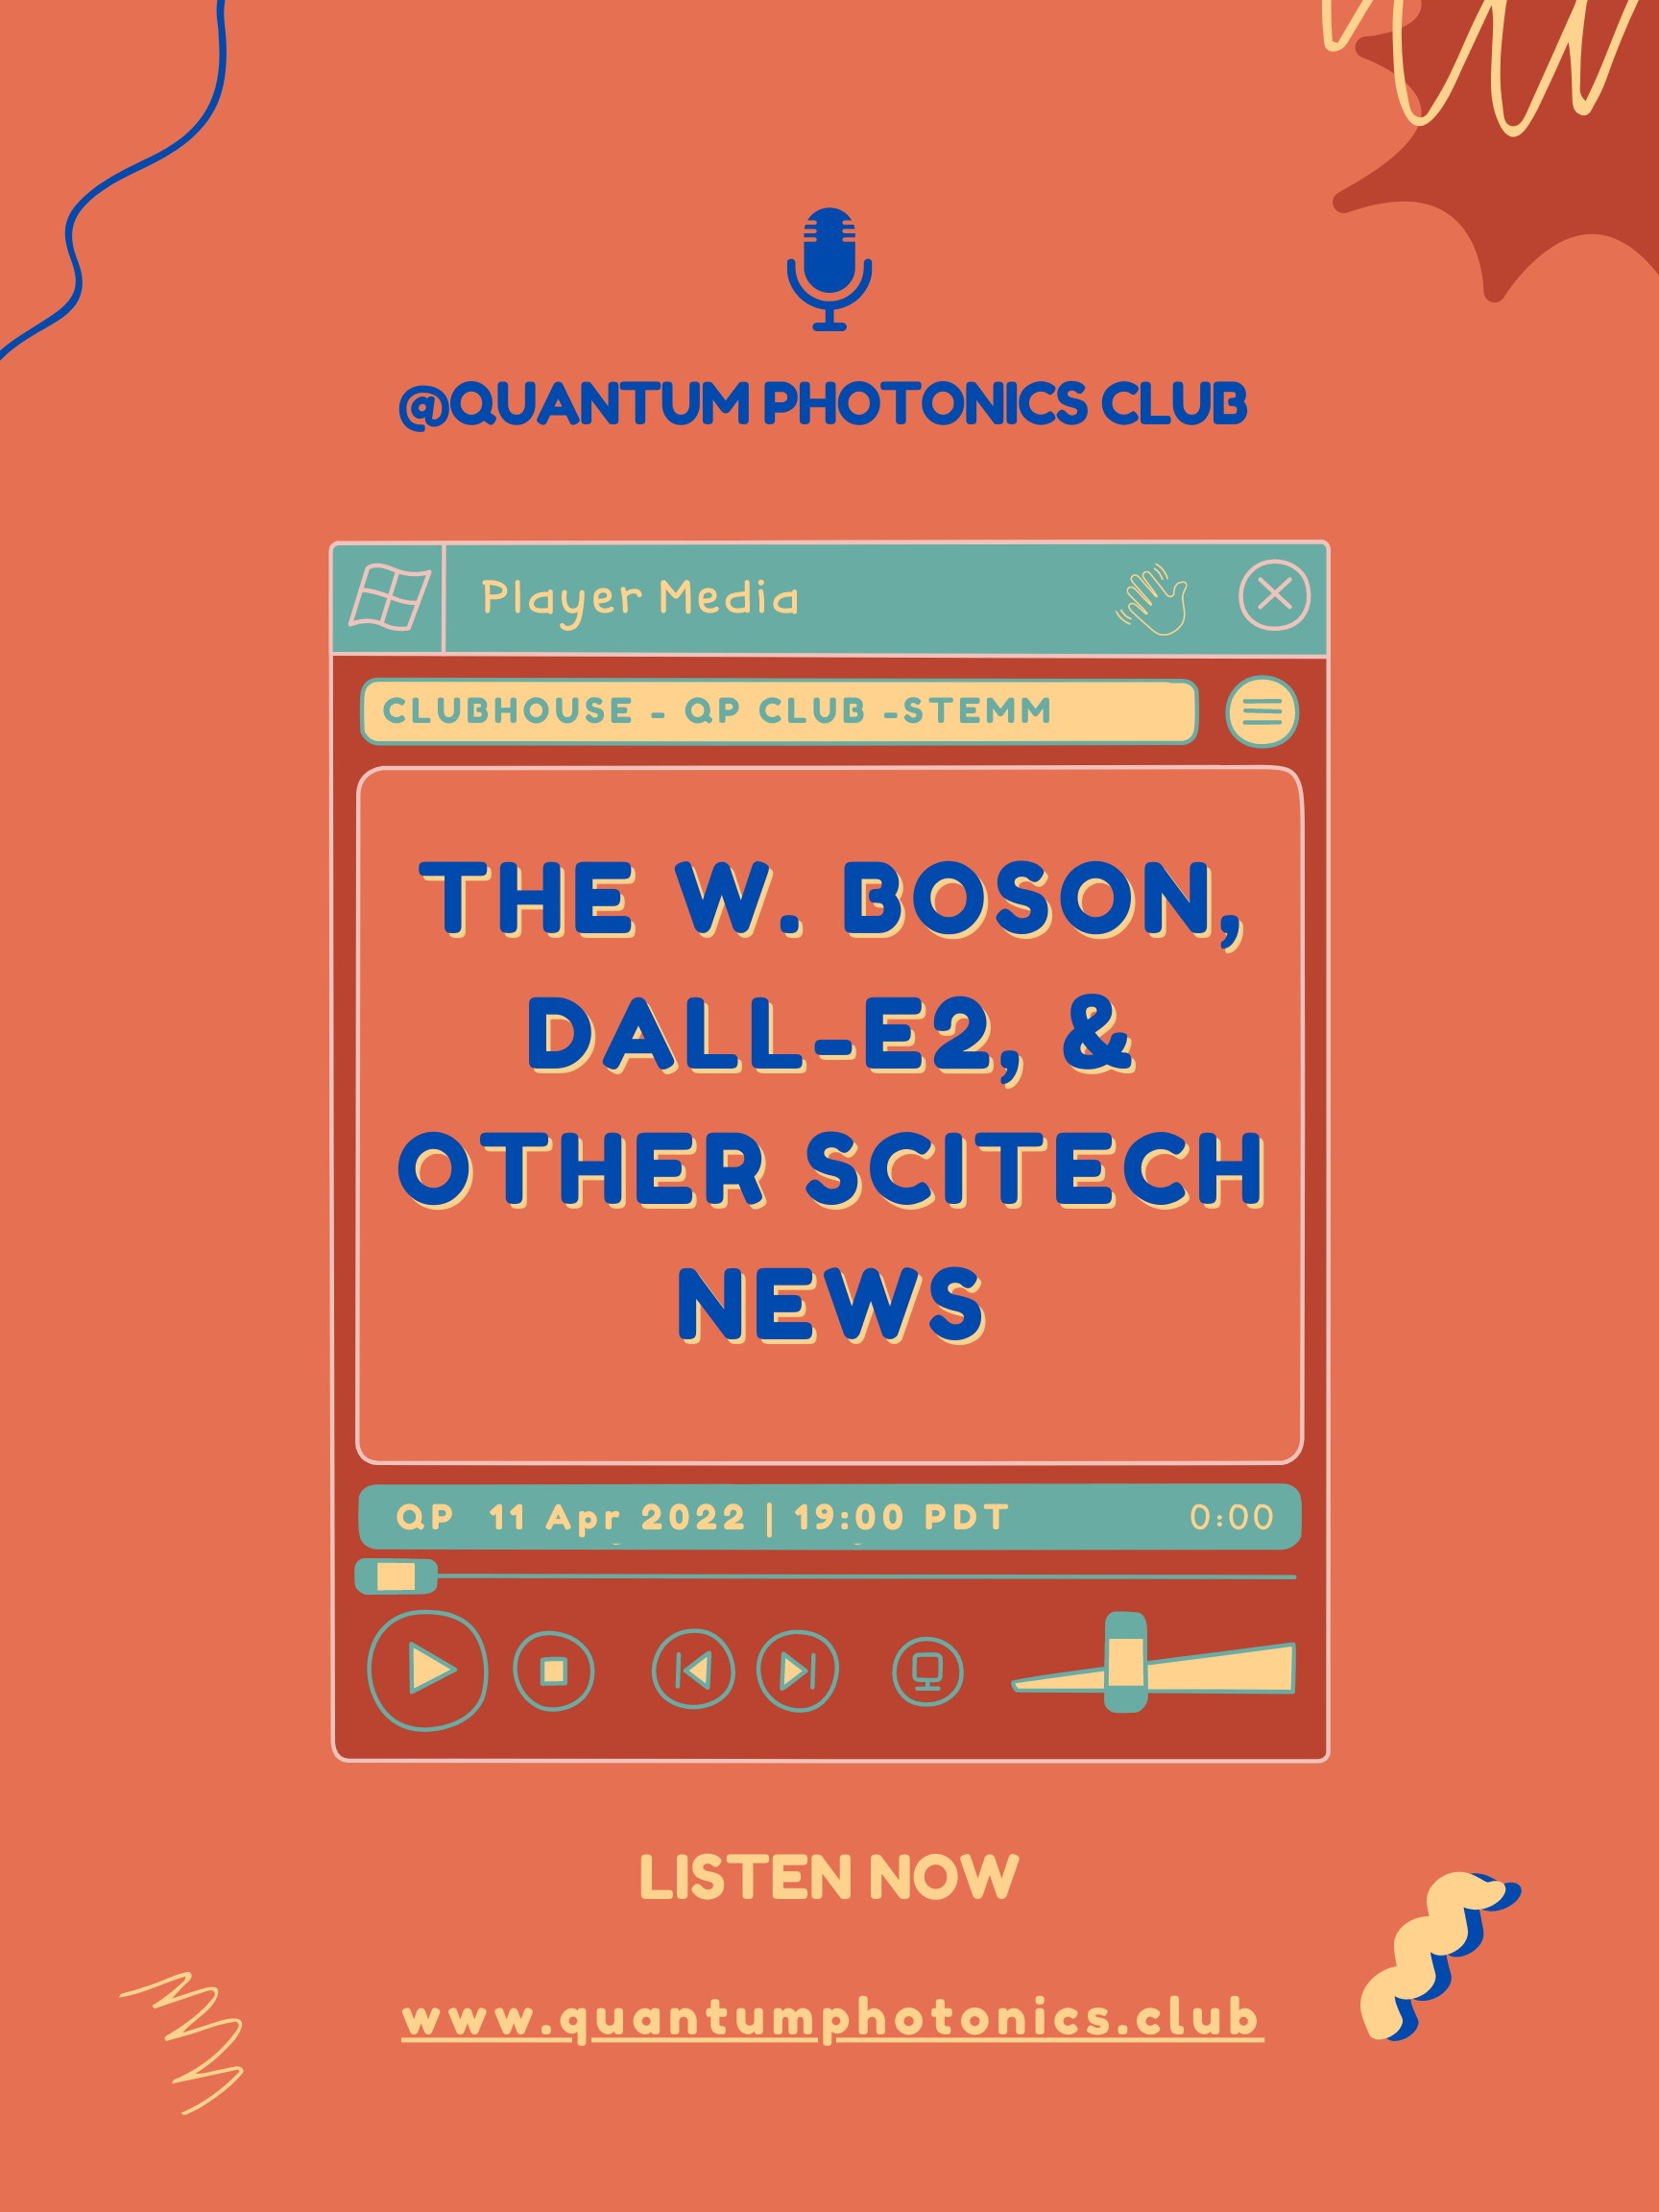 @QUANTUM PHOTONICS CLUB
Player Media
CLUBHOUSE - QP CLUB -STEMM
THE W. BOSON,
DALL-E2, &
OTHER SCITECH
NEWS
QP 11 Apr 2022 | 19:00 PDT 0:00
LISTEN NOW
www.quantumphotonics.club